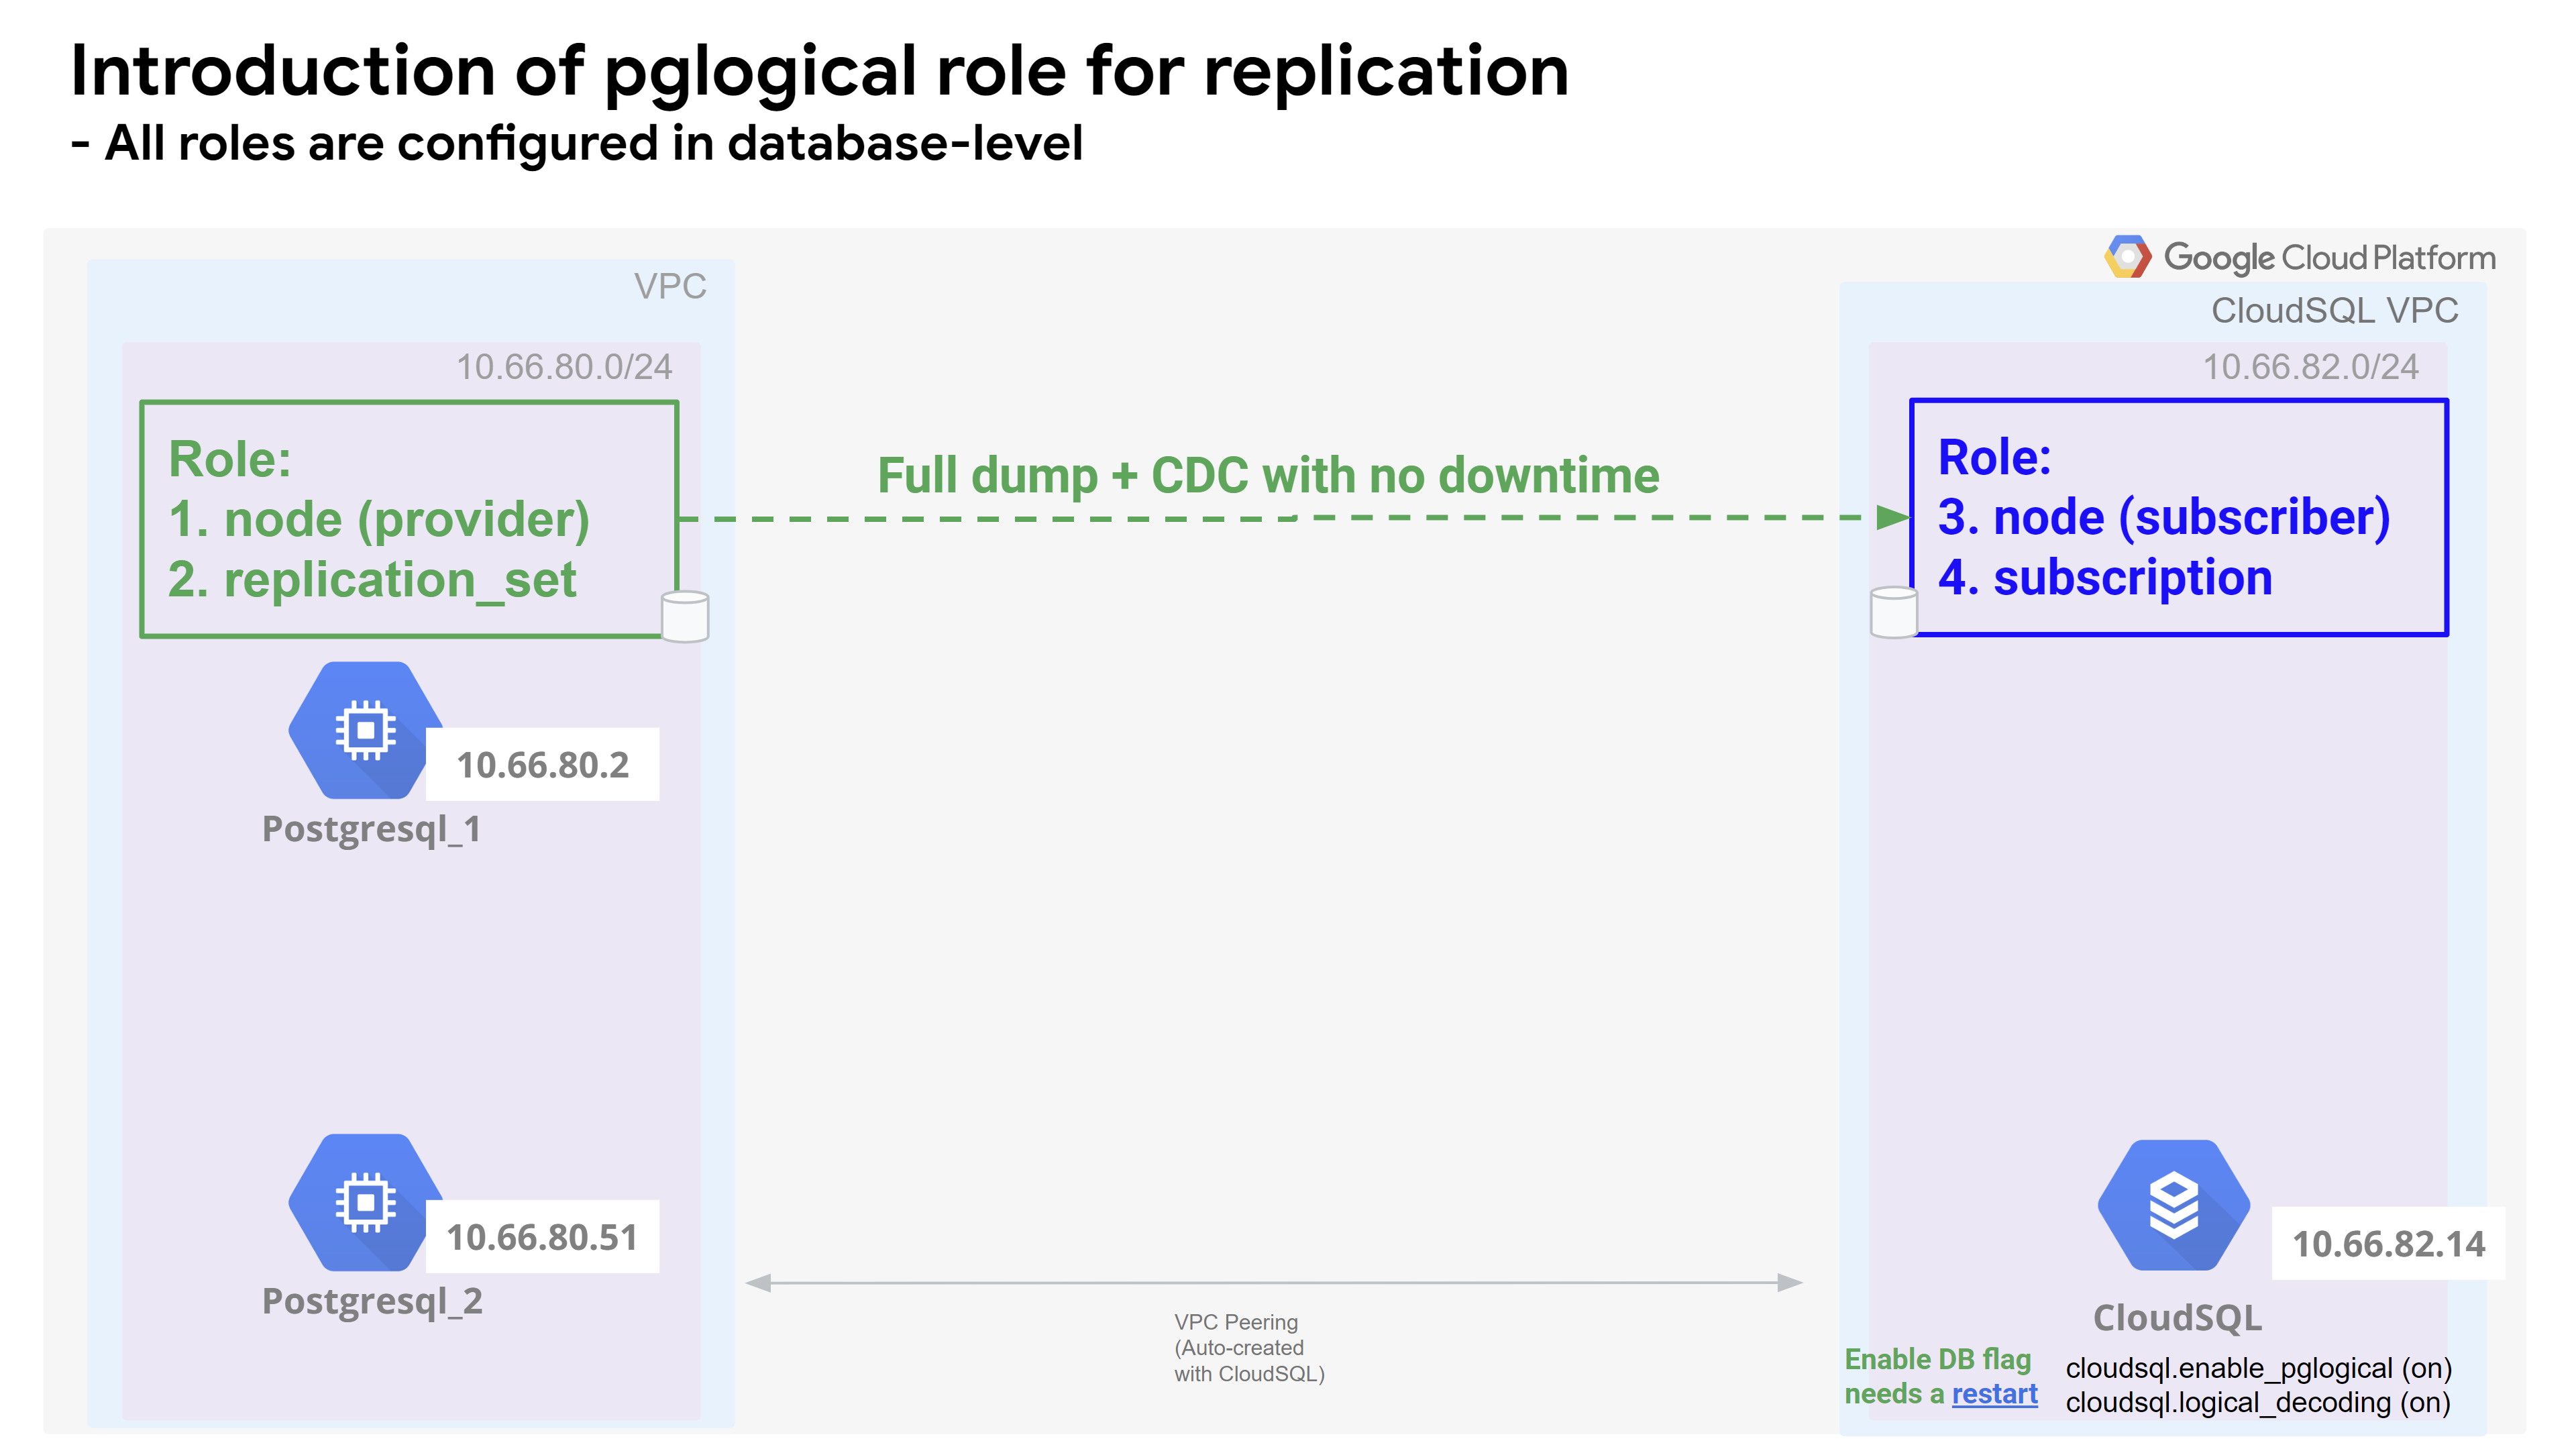 Introduction of pglogical role for replication
- All roles are configured in database-level
Google Cloud Platform
VPC
CloudSQL VPC
10.66.80.0/24
10.66.82.0/24
Role:
1. node (provider)
2. replication_set
Full dump + CDC with no downtime
Role:
3. node (subscriber)
4. subscription
10.66.80.2
Postgresql_1
10.66.80.51
Postgresql_2
VPC Peering
(Auto-created
with CloudSQL)
10.66.82.14
CloudSQL
Enable DB flag
needs a restart
cloudsql.enable_pglogical (on)
cloudsql.logical_decoding (on)